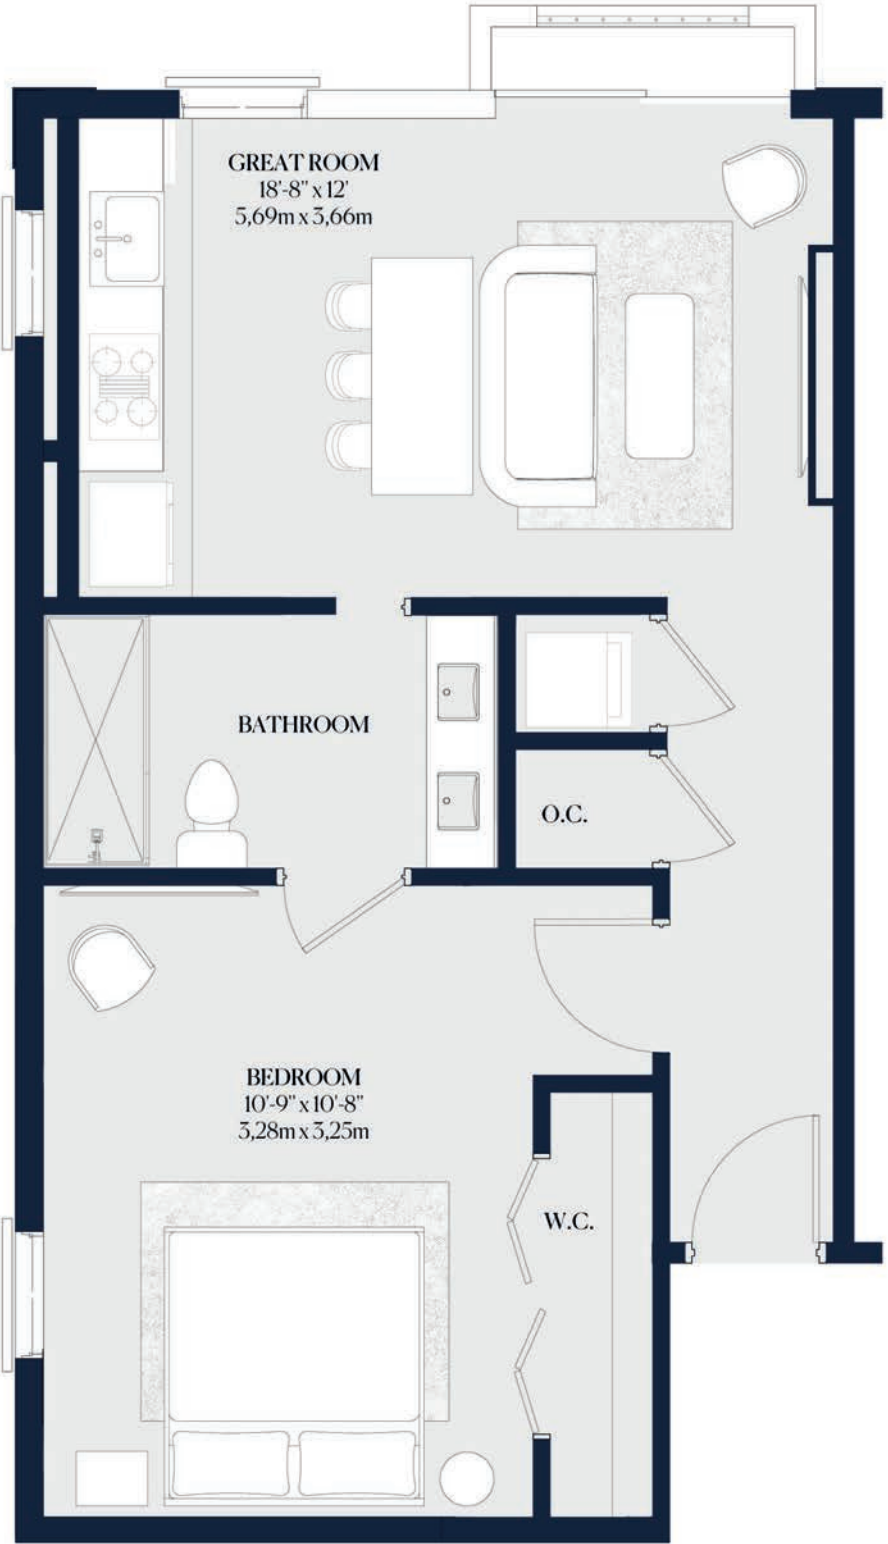 GREAT ROOM
18'-8" x 12'
5,69m x 3,66m
BATHROOM
O.C.
BEDROOM
10'-9" x 10'-8"
3,28m x 3,25m
W.C.